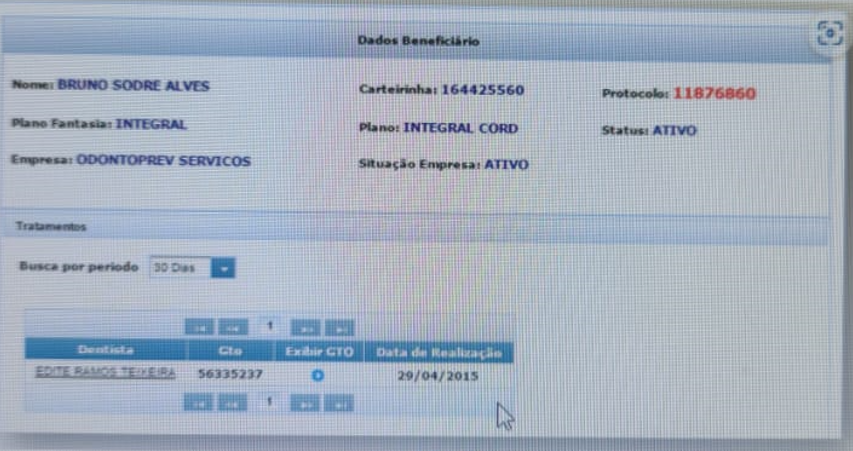 Dados Beneficiário
Nome: BRUNO SODRE ALVES Carteirinha: 164425560 Protocolo: 11876860
Plano Fantasia: INTEGRAL Plano: INTEGRAL CORD Status: ATIVO
Empresa: ODONTOPREV SERVICOS Situação Empresa: ATIVO
Tratamentos
Busca por periodo 30 Dias
1
Dentista Gto Exibir GTO Data de Realização
EDITE RAMOS TEIXEIRA 56335237 29/04/2015
1